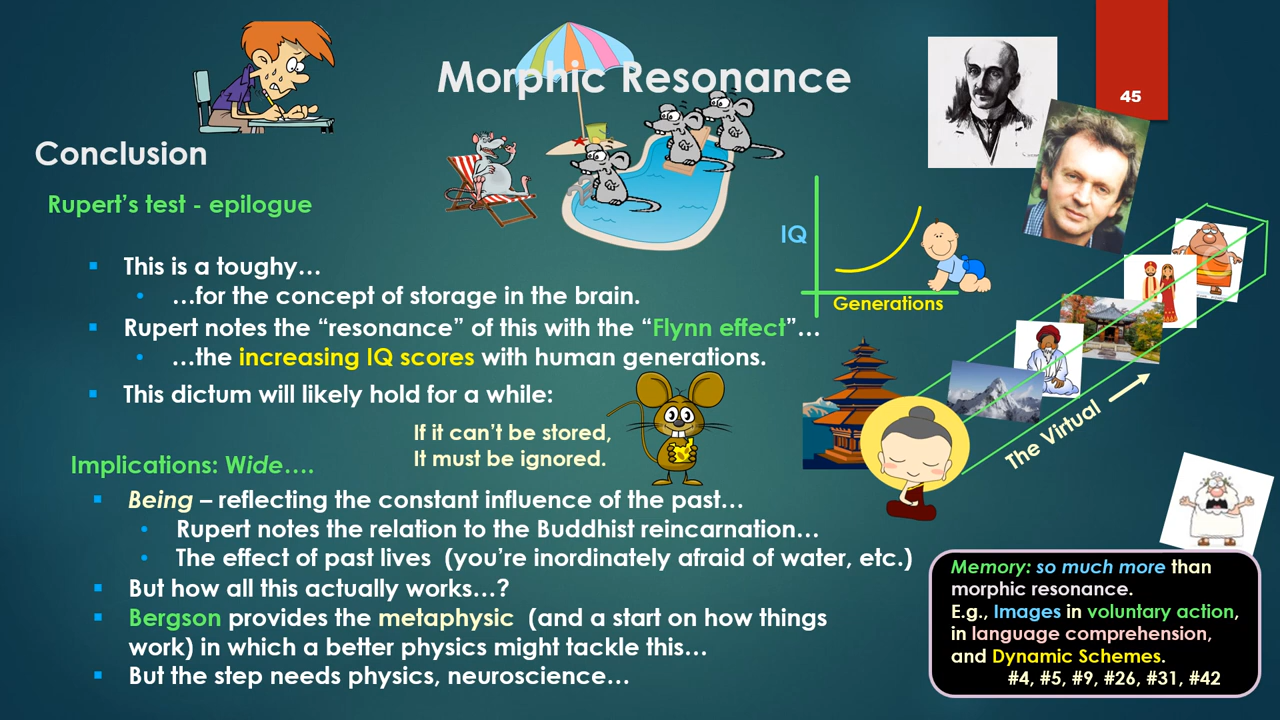 Morphic Resonance
45
Conclusion
Rupert's test - epilogue
This is a toughy…
…for the concept of storage in the brain.
Rupert notes the “resonance” of this with the “Flynn effect”…
…the increasing IQ scores with human generations.
This dictum will likely hold for a while:
If it can't be stored,
It must be ignored.
IQ
Generations
The Virtual
Implications: Wide….
Being – reflecting the constant influence of the past…
Rupert notes the relation to the Buddhist reincarnation…
The effect of past lives (you're inordinately afraid of water, etc.)
But how all this actually works…?
Bergson provides the metaphysic (and a start on how things
work) in which a better physics might tackle this…
But the step needs physics, neuroscience…
Memory: so much more than
morphic resonance.
E.g., Images in voluntary action,
in language comprehension,
and Dynamic Schemes.
#4, #5, #9, #26, #31, #42